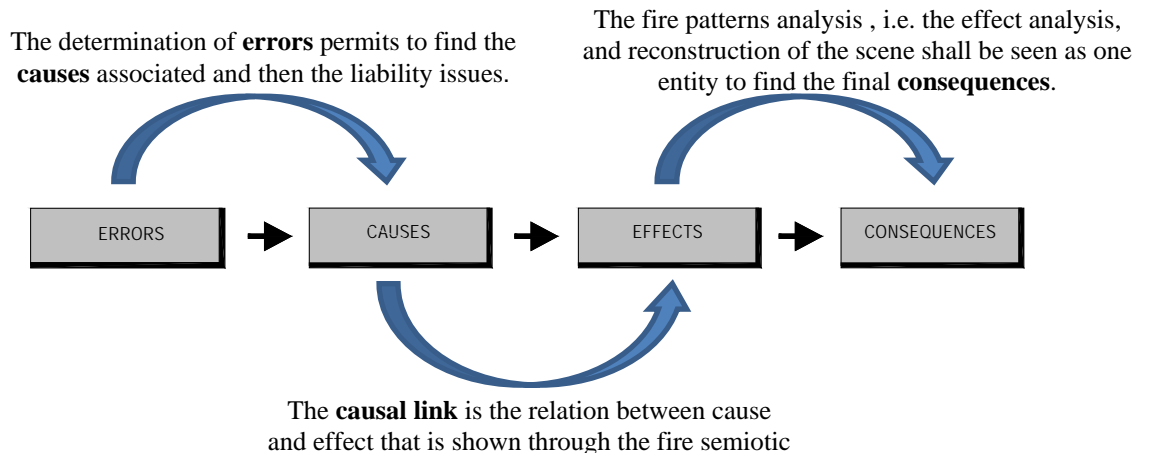 The determination of errors permits to find the
causes associated and then the liability issues.
The fire patterns analysis , i.e. the effect analysis,
and reconstruction of the scene shall be seen as one
entity to find the final consequences.
ERRORS
CAUSES
EFFECTS
CONSEQUENCES
The causal link is the relation between cause
and effect that is shown through the fire semiotic